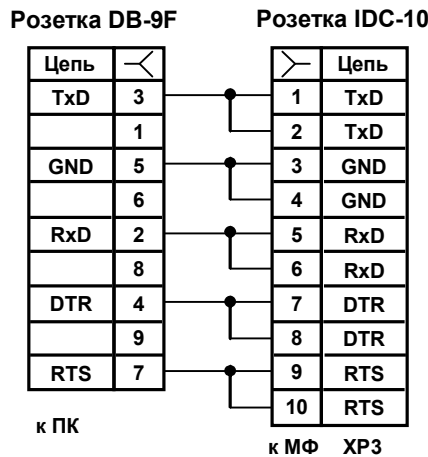 Розетка DB-9F Розетка IDC-10
Цепь Цепь
TxD 3 1 TxD
1 2 TxD
GND 5 3 GND
6 4 GND
RxD 2 5 RxD
8 6 RxD
DTR 4 7 DTR
9 8 DTR
RTS 7 9 RTS
10 RTS
к ПК
к МФ XP3